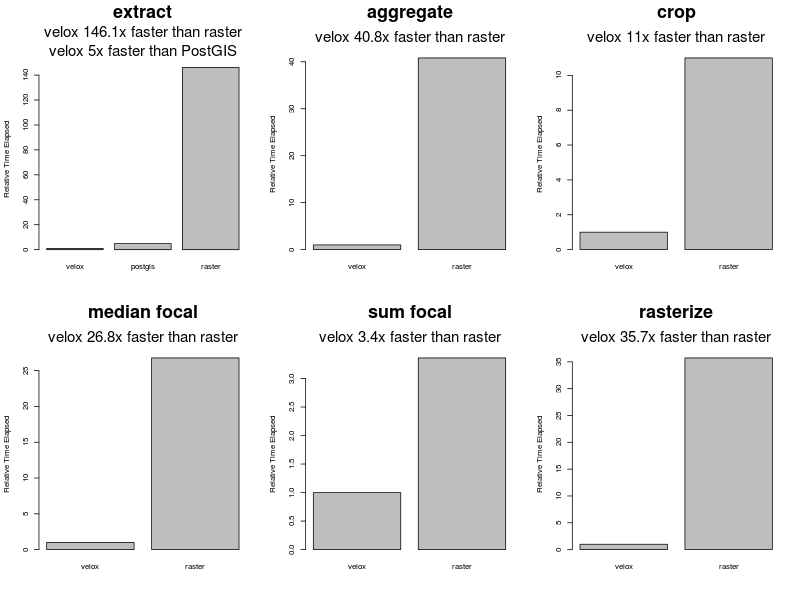 extract
velox 146.1x faster than raster
velox 5x faster than PostGIS
Relative Time Elapsed
0
20
40
60
80
100
120
140
velox
postgis
raster
aggregate
velox 40.8x faster than raster
Relative Time Elapsed
0
10
20
30
40
velox
raster
crop
velox 11x faster than raster
Relative Time Elapsed
0
2
4
6
8
10
velox
raster
median focal
velox 26.8x faster than raster
Relative Time Elapsed
0
5
10
15
20
25
velox
raster
sum focal
velox 3.4x faster than raster
Relative Time Elapsed
0.0
0.5
1.0
1.5
2.0
2.5
3.0
velox
raster
rasterize
velox 35.7x faster than raster
Relative Time Elapsed
0
5
10
15
20
25
30
35
velox
raster